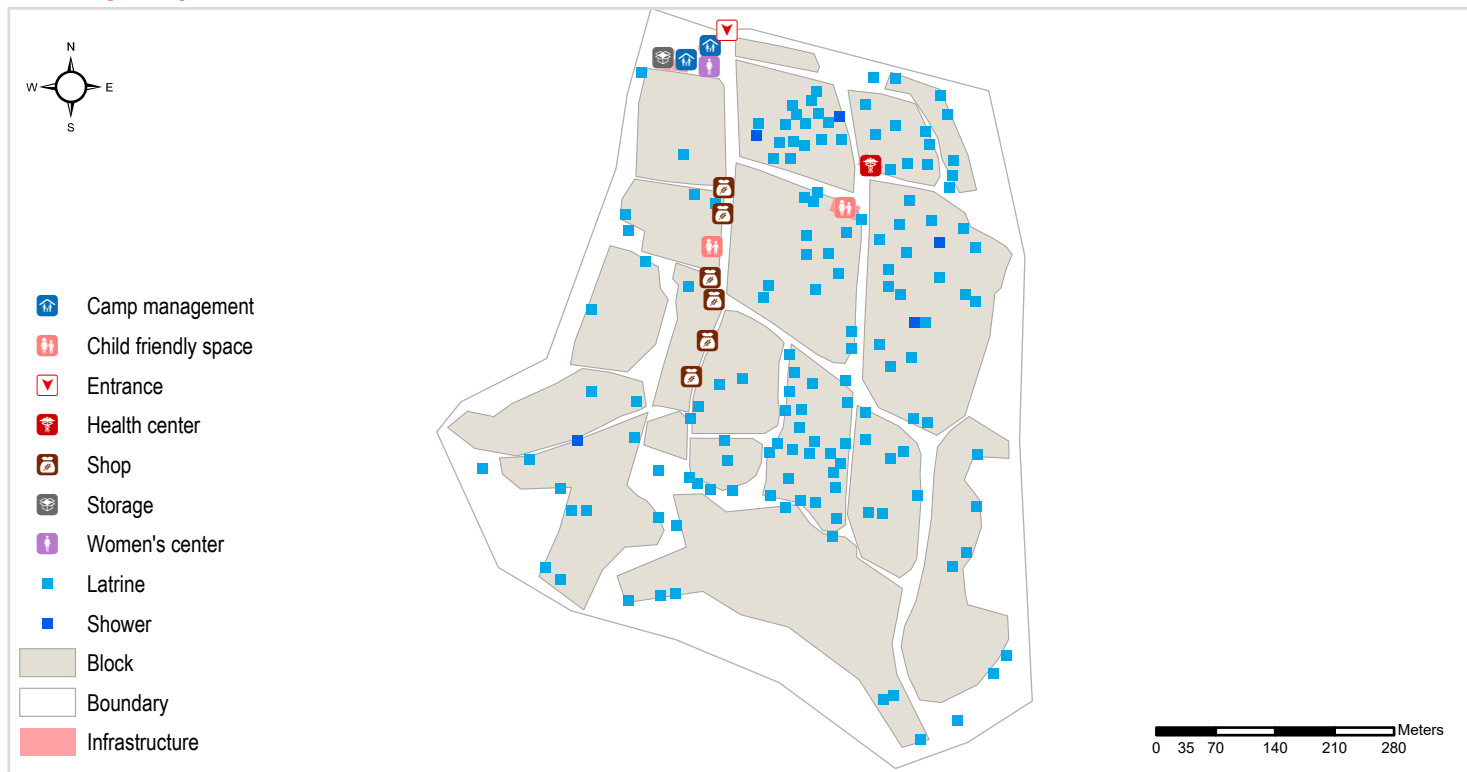 N
W E
S
Camp management
Child friendly space
Entrance
Health center
Shop
Storage
Women's center
Latrine
Shower
Block
Boundary
Infrastructure
Meters
0 35 70 140 210 280